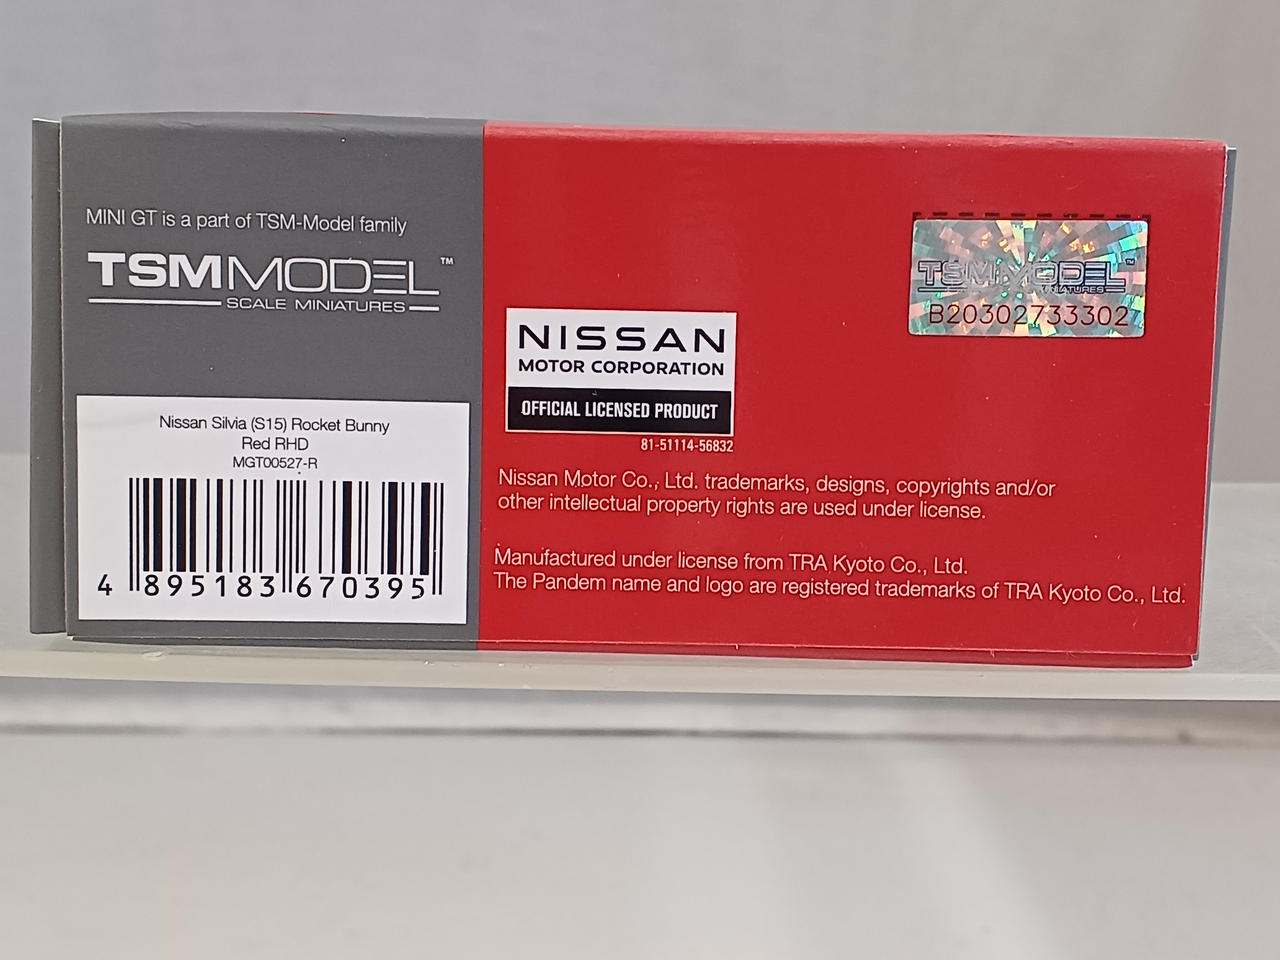 MINI GT is a part of TSM-Model family
TSMMODEL™
SCALE MINIATURES
Nissan Silvia (S15) Rocket Bunny
Red RHD
MGT00527-R
4 895183 670395
NISSAN
MOTOR CORPORATION
OFFICIAL LICENSED PRODUCT
81-51114-56832
Nissan Motor Co., Ltd. trademarks, designs, copyrights and/or
other intellectual property rights are used under license.
Manufactured under license from TRA Kyoto Co., Ltd.
The Pandem name and logo are registered trademarks of TRA Kyoto Co., Ltd.
TSMMODEL™
MINIATURES
B20302733302